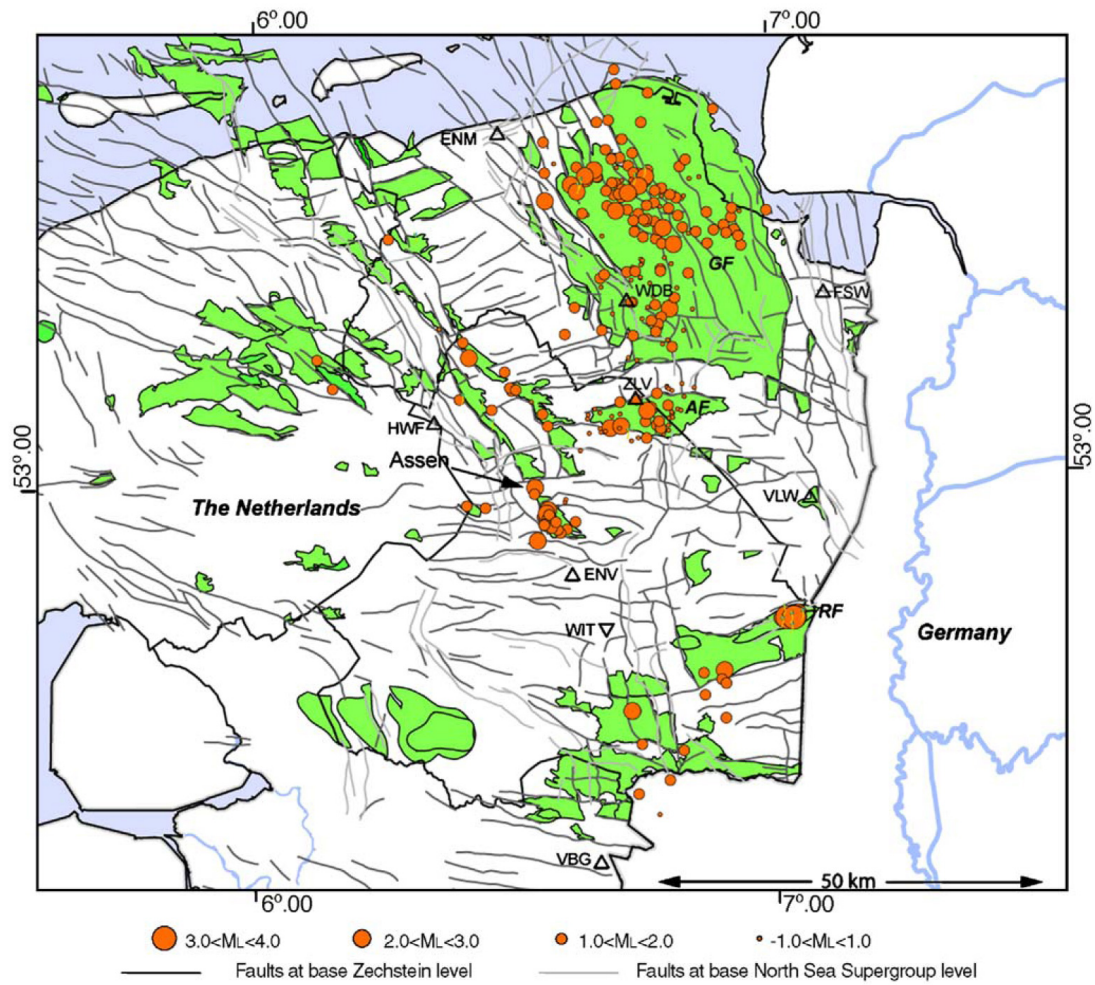 6°.00 7°.00
ENM
GF
WDB
FSW
ZLV
AF
HWF
Assen
53°.00 53°.00
VLW
The Netherlands
ENV
RF
WIT
Germany
VBG
50 km
6°.00 7°.00
3.0<ML<4.0 2.0<ML<3.0 1.0<ML<2.0 -1.0<ML<1.0
Faults at base Zechstein level Faults at base North Sea Supergroup level